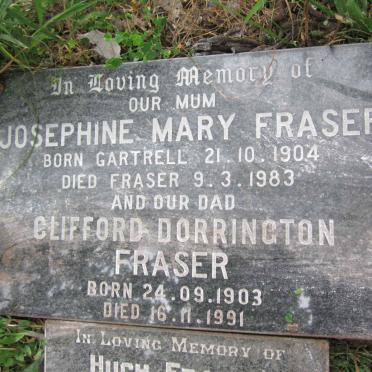 In Loving Memory of
OUR MUM
JOSEPHINE MARY FRASER
BORN GARTRELL 21.10.1904
DIED FRASER 9.3.1983
AND OUR DAD
CLIFFORD DORRINGTON
FRASER
BORN 24.09.1903
DIED 16.11.1991
IN LOVING MEMORY OF
HUGH